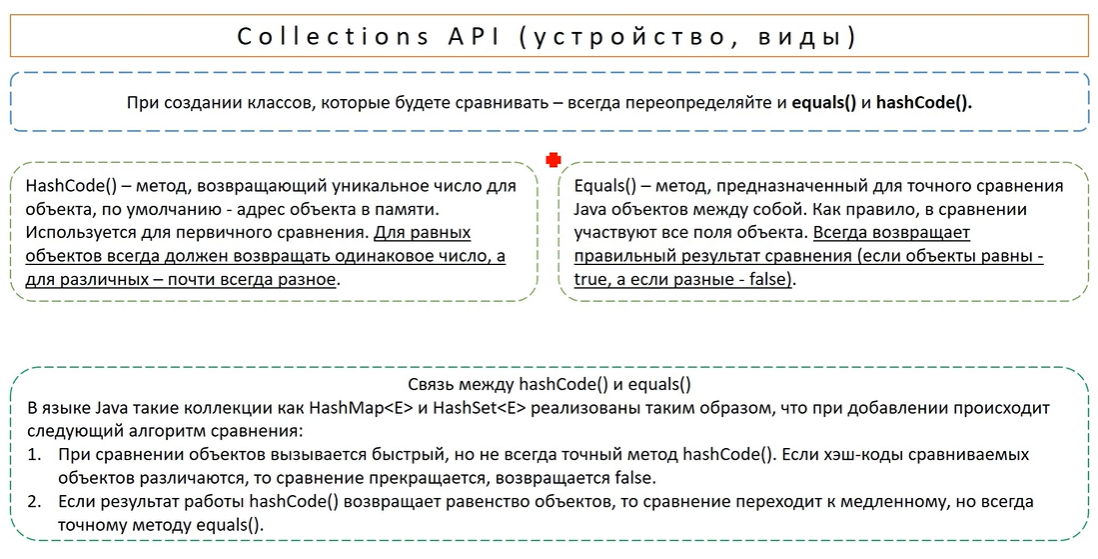 Collections API (устройство, виды)
При создании классов, которые будете сравнивать – всегда переопределяйте и equals() и hashCode().
HashCode() – метод, возвращающий уникальное число для
объекта, по умолчанию - адрес объекта в памяти.
Используется для первичного сравнения. Для равных
объектов всегда должен возвращать одинаковое число, а
для различных – почти всегда разное.
Equals() – метод, предназначенный для точного сравнения
Java объектов между собой. Как правило, в сравнении
участвуют все поля объекта. Всегда возвращает
правильный результат сравнения (если объекты равны -
true, а если разные - false).
Связь между hashCode() и equals()
В языке Java такие коллекции как HashMap<E> и HashSet<E> реализованы таким образом, что при добавлении происходит
следующий алгоритм сравнения:
1. При сравнении объектов вызывается быстрый, но не всегда точный метод hashCode(). Если хэш-коды сравниваемых
объектов различаются, то сравнение прекращается, возвращается false.
2. Если результат работы hashCode() возвращает равенство объектов, то сравнение переходит к медленному, но всегда
точному методу equals().